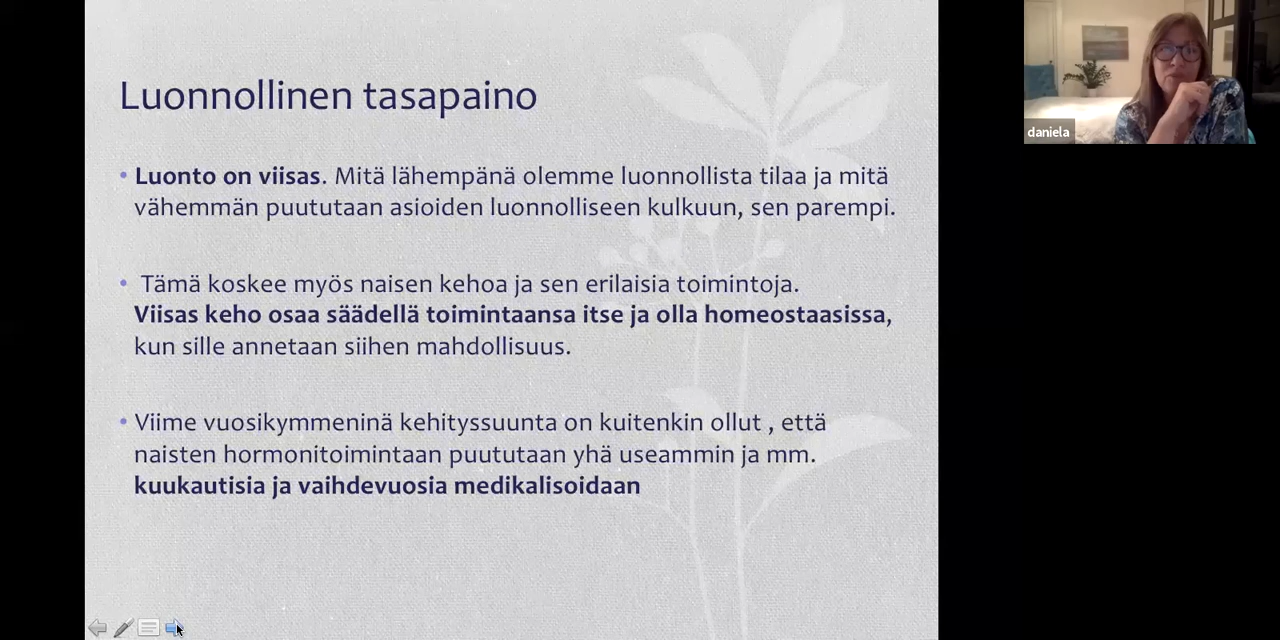 Luonnollinen tasapaino
• Luonto on viisas. Mitä lähempänä olemme luonnollista tilaa ja mitä
vähemmän puututaan asioiden luonnolliseen kulkuun, sen parempi.
• Tämä koskee myös naisen kehoa ja sen erilaisia toimintoja.
Viisas keho osaa säädellä toimintaansa itse ja olla homeostaasissa,
kun sille annetaan siihen mahdollisuus.
• Viime vuosikymmeninä kehityssuunta on kuitenkin ollut , että
naisten hormonitoimintaan puututaan yhä useammin ja mm.
kuukautisia ja vaihdevuosia medikalisoidaan
daniela